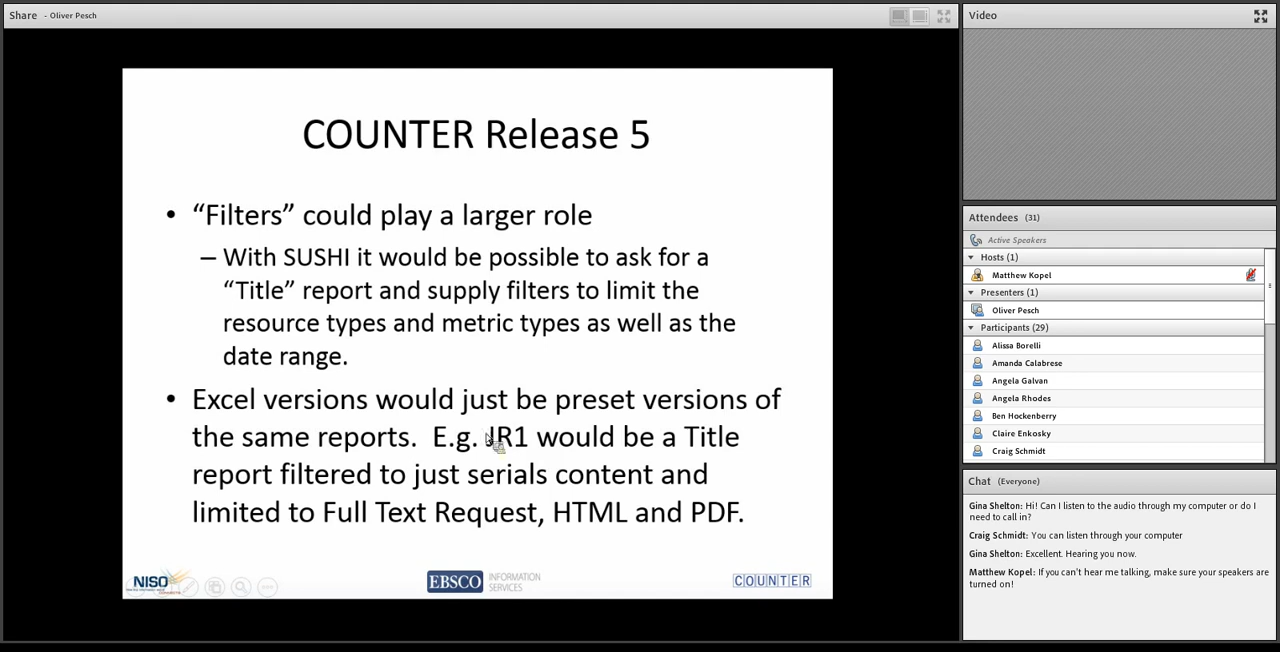 Share - Oliver Pesch
COUNTER Release 5
• “Filters” could play a larger role
– With SUSHI it would be possible to ask for a
“Title” report and supply filters to limit the
resource types and metric types as well as the
date range.
• Excel versions would just be preset versions of
the same reports. E.g. JR1 would be a Title
report filtered to just serials content and
limited to Full Text Request, HTML and PDF.
NISO
EBSCO INFORMATION
SERVICES
COUNTER
Video
Attendees (31)
Active Speakers
Hosts (1)
Matthew Kopel
Presenters (1)
Oliver Pesch
Participants (29)
Alissa Borelli
Amanda Calabrese
Angela Galvan
Angela Rhodes
Ben Hockenberry
Claire Enkosky
Craig Schmidt
Chat (Everyone)
Gina Shelton: Hi! Can I listen to the audio through my computer or do I
need to call in?
Craig Schmidt: You can listen through your computer
Gina Shelton: Excellent. Hearing you now.
Matthew Kopel: If you can't hear me talking, make sure your speakers are
turned on!